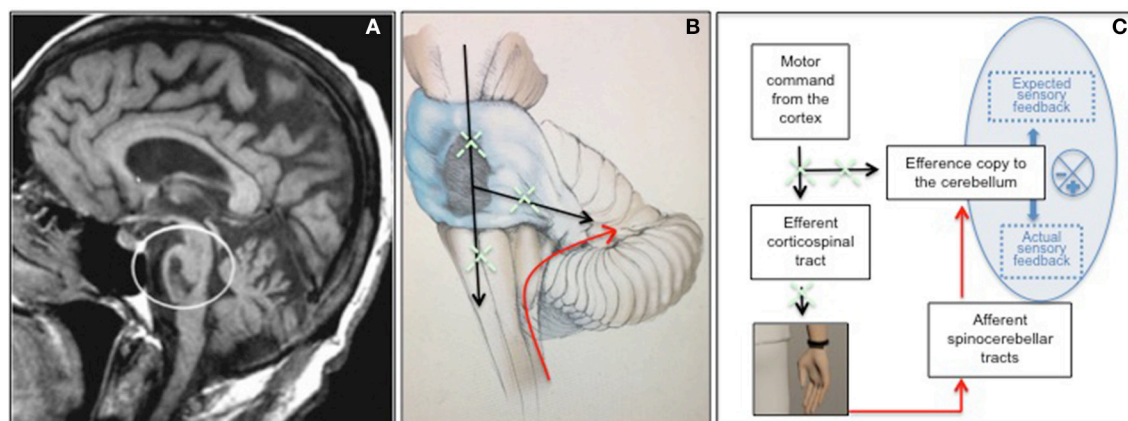 A
B
C
Motor
command
from the
cortex
Expected
sensory
feedback
Efference copy to
the cerebellum
Efferent
corticospinal
tract
Actual
sensory
feedback
Afferent
spinocerebellar
tracts